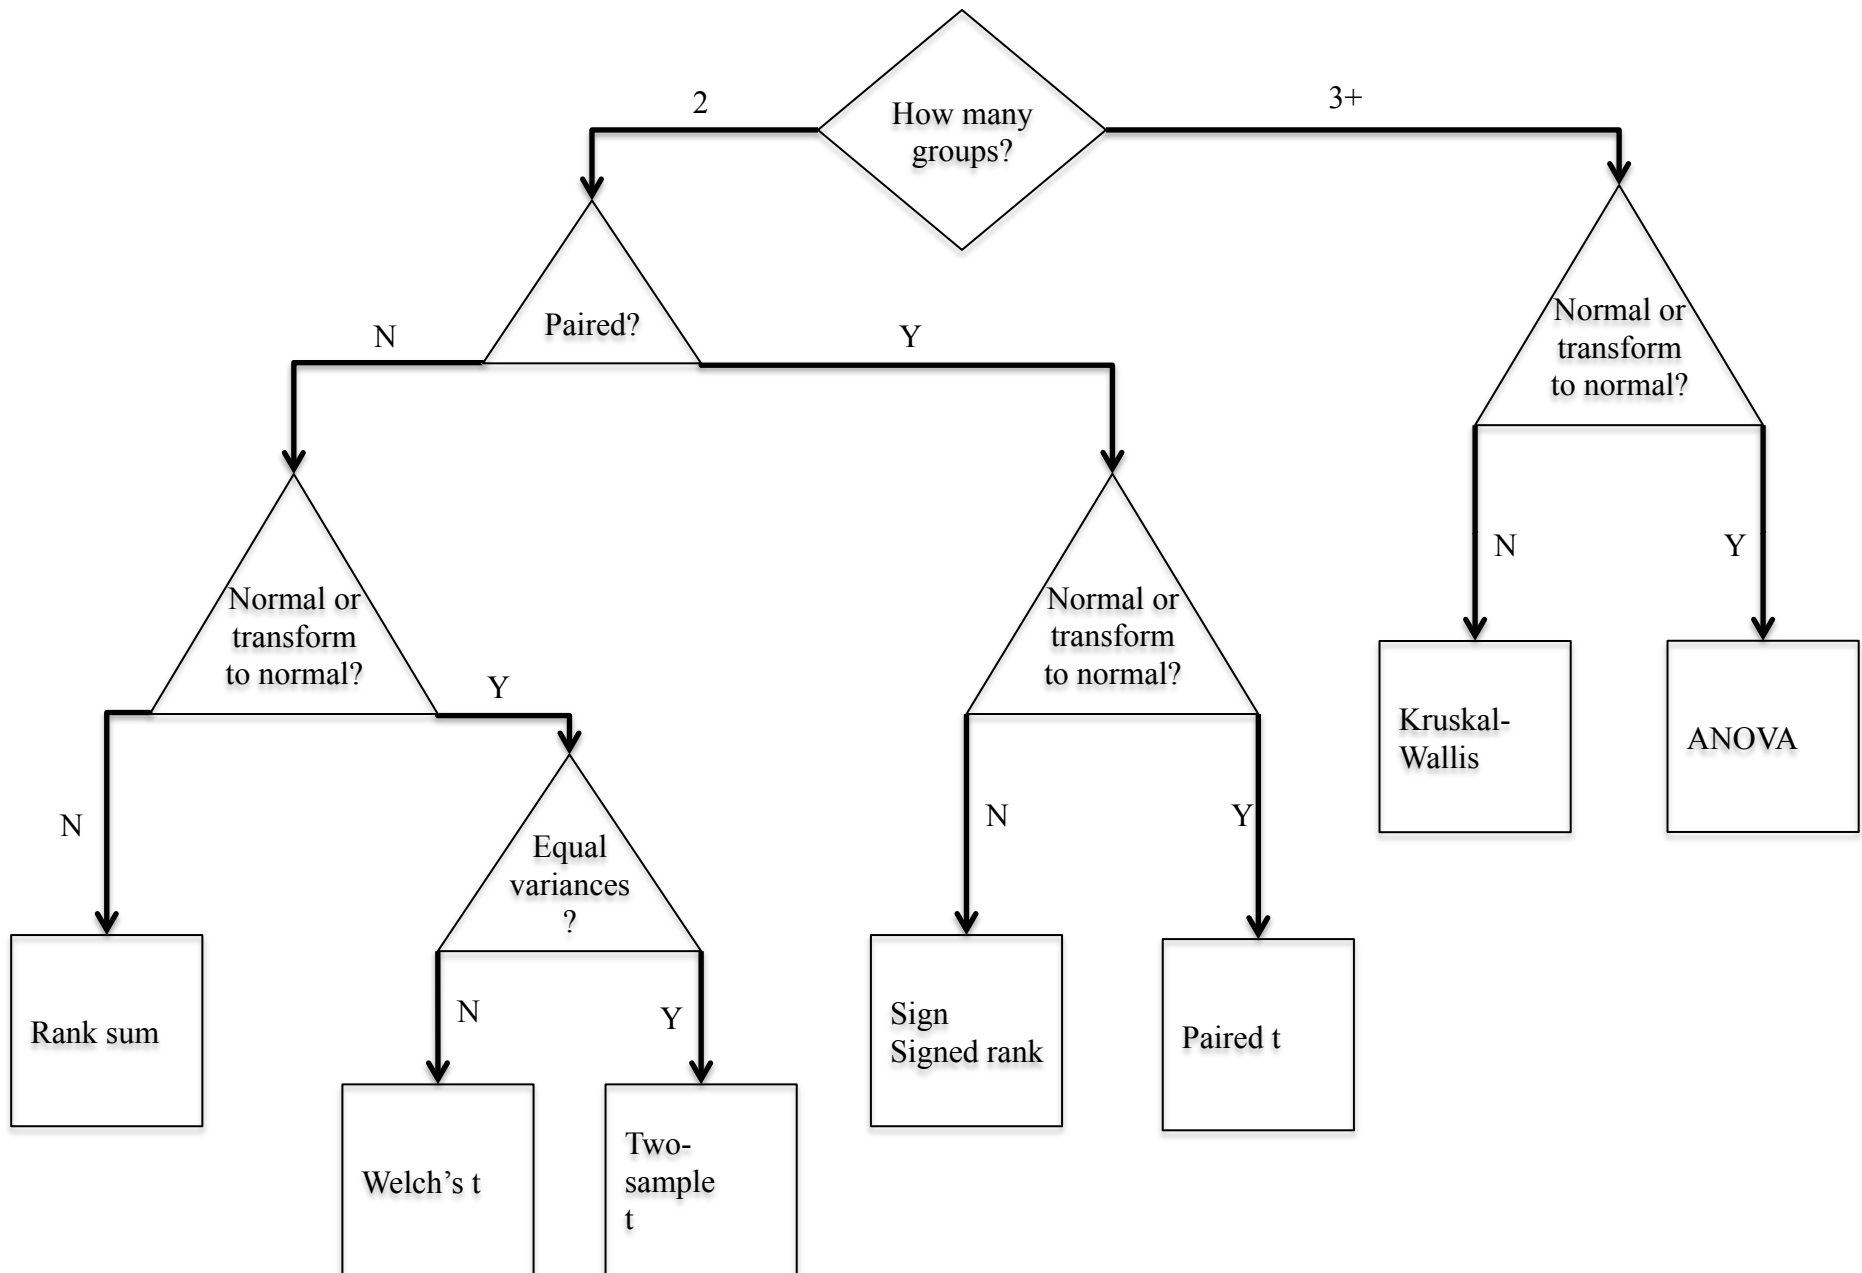 How many
groups?
2
3+
Paired?
N
Y
Normal or
transform
to normal?
N
Y
Normal or
transform
to normal?
N
Y
Equal
variances
?
N
Y
Normal or
transform
to normal?
N
Y
Kruskal-
Wallis
ANOVA
Rank sum
Welch’s t
Two-
sample
t
Sign
Signed rank
Paired t